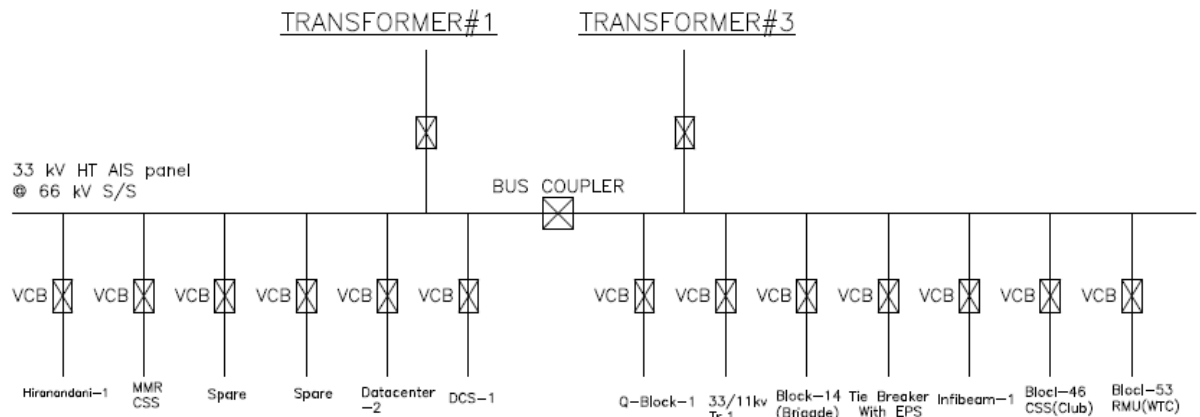 TRANSFORMER#1
TRANSFORMER#3
33 kV HT AIS panel
@ 66 kV S/S
BUS COUPLER
VCB
VCB
VCB
VCB
VCB
VCB
VCB
VCB
VCB
VCB
VCB
VCB
VCB
Hiranandani-1
MMR
CSS
Spare
Spare
Datacenter
-2
DCS-1
Q-Block-1
33/11kv
Tr.1
Block-14
(Brigade)
Tie Breaker
With EPS
Infibeam-1
Blocl-46
CSS(Club)
Blocl-53
RMU(WTC)